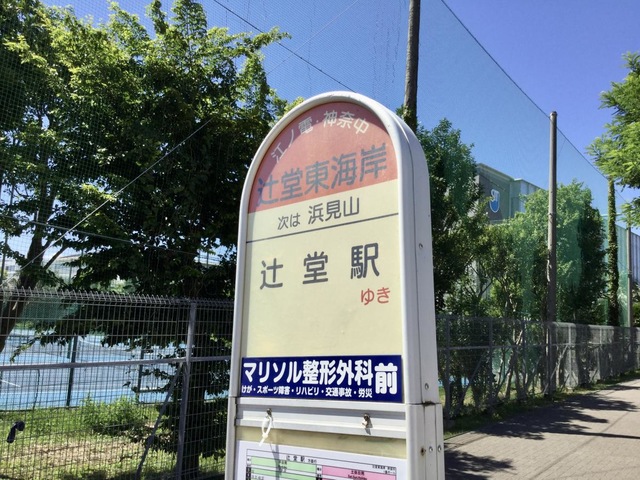 江ノ電・神奈中
辻堂東海岸
次は 浜見山
辻堂駅
ゆき
マリソル整形外科前
けが・スポーツ障害・リハビリ・交通事故・労災
辻堂駅